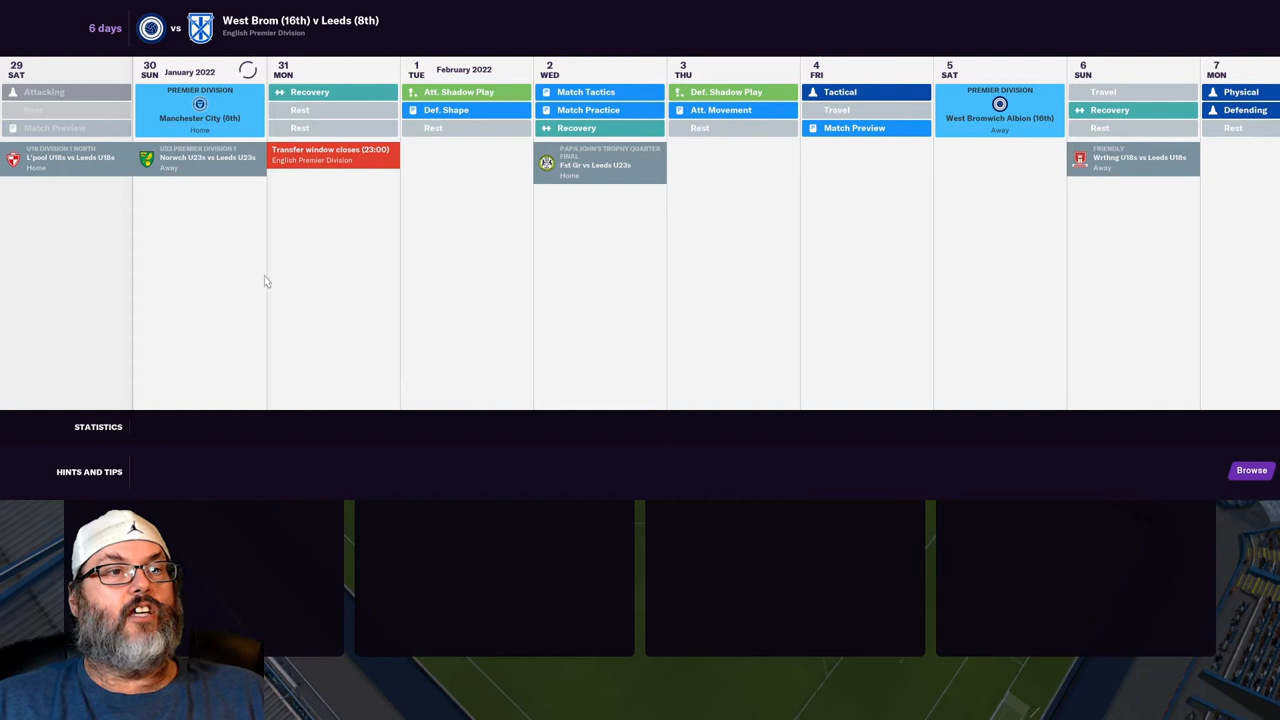 6 days
vs
West Brom (16th) v Leeds (8th)
English Premier Division
29
SAT
Attacking
Rest
Match Preview
U18 DIVISION 1 NORTH
L'pool U18s vs Leeds U18s
Home
30
SUN
January 2022
PREMIER DIVISION
Manchester City (6th)
Home
U23 PREMIER DIVISION 1
Norwch U23s vs Leeds U23s
Away
31
MON
Recovery
Rest
Rest
Transfer window closes (23:00)
English Premier Division
1
TUE
February 2022
Att. Shadow Play
Def. Shape
Rest
2
WED
Match Tactics
Match Practice
Recovery
PAPA JOHN'S TROPHY QUARTER
FINAL
Fst Gr vs Leeds U23s
Home
3
THU
Def. Shadow Play
Att. Movement
Rest
4
FRI
Tactical
Travel
Match Preview
5
SAT
PREMIER DIVISION
West Bromwich Albion (16th)
Away
6
SUN
Travel
Recovery
Rest
FRIENDLY
Wrthng U18s vs Leeds U18s
Away
7
MON
Physical
Defending
Rest
STATISTICS
HINTS AND TIPS
Browse